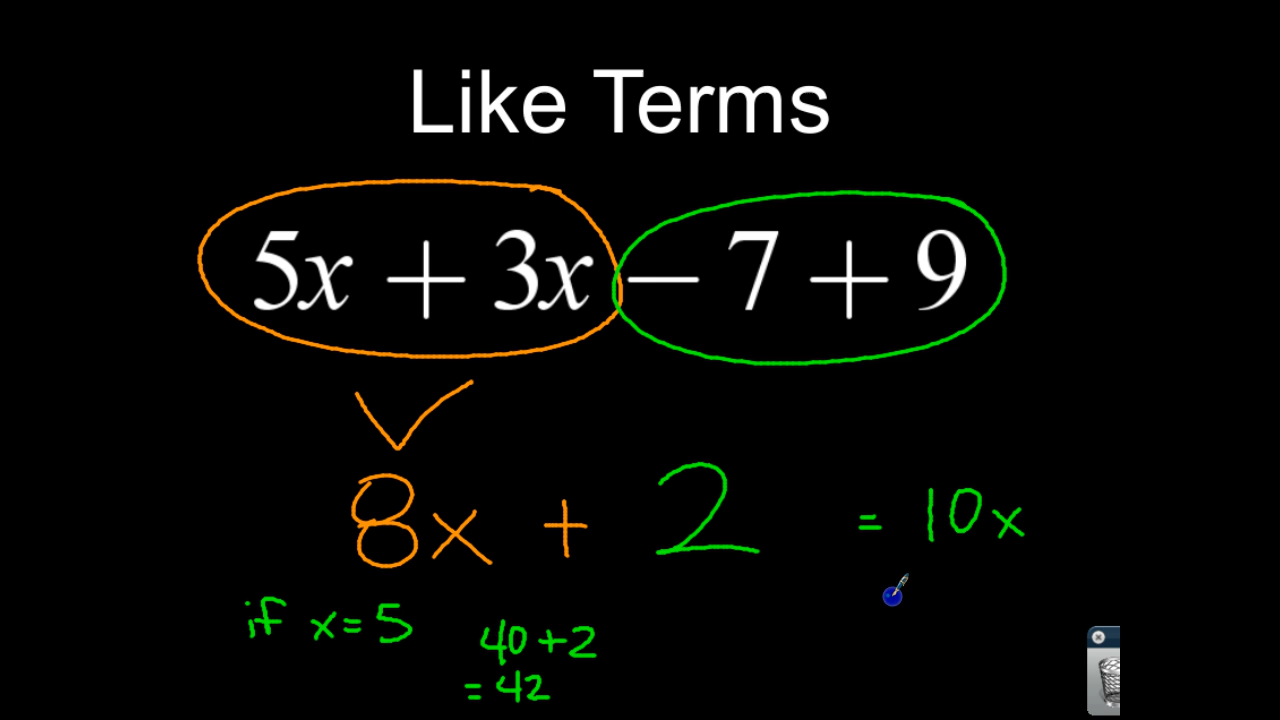 Like Terms
5x + 3x − 7 + 9
8x + 2 = 10x
if x = 5 40 + 2
= 42